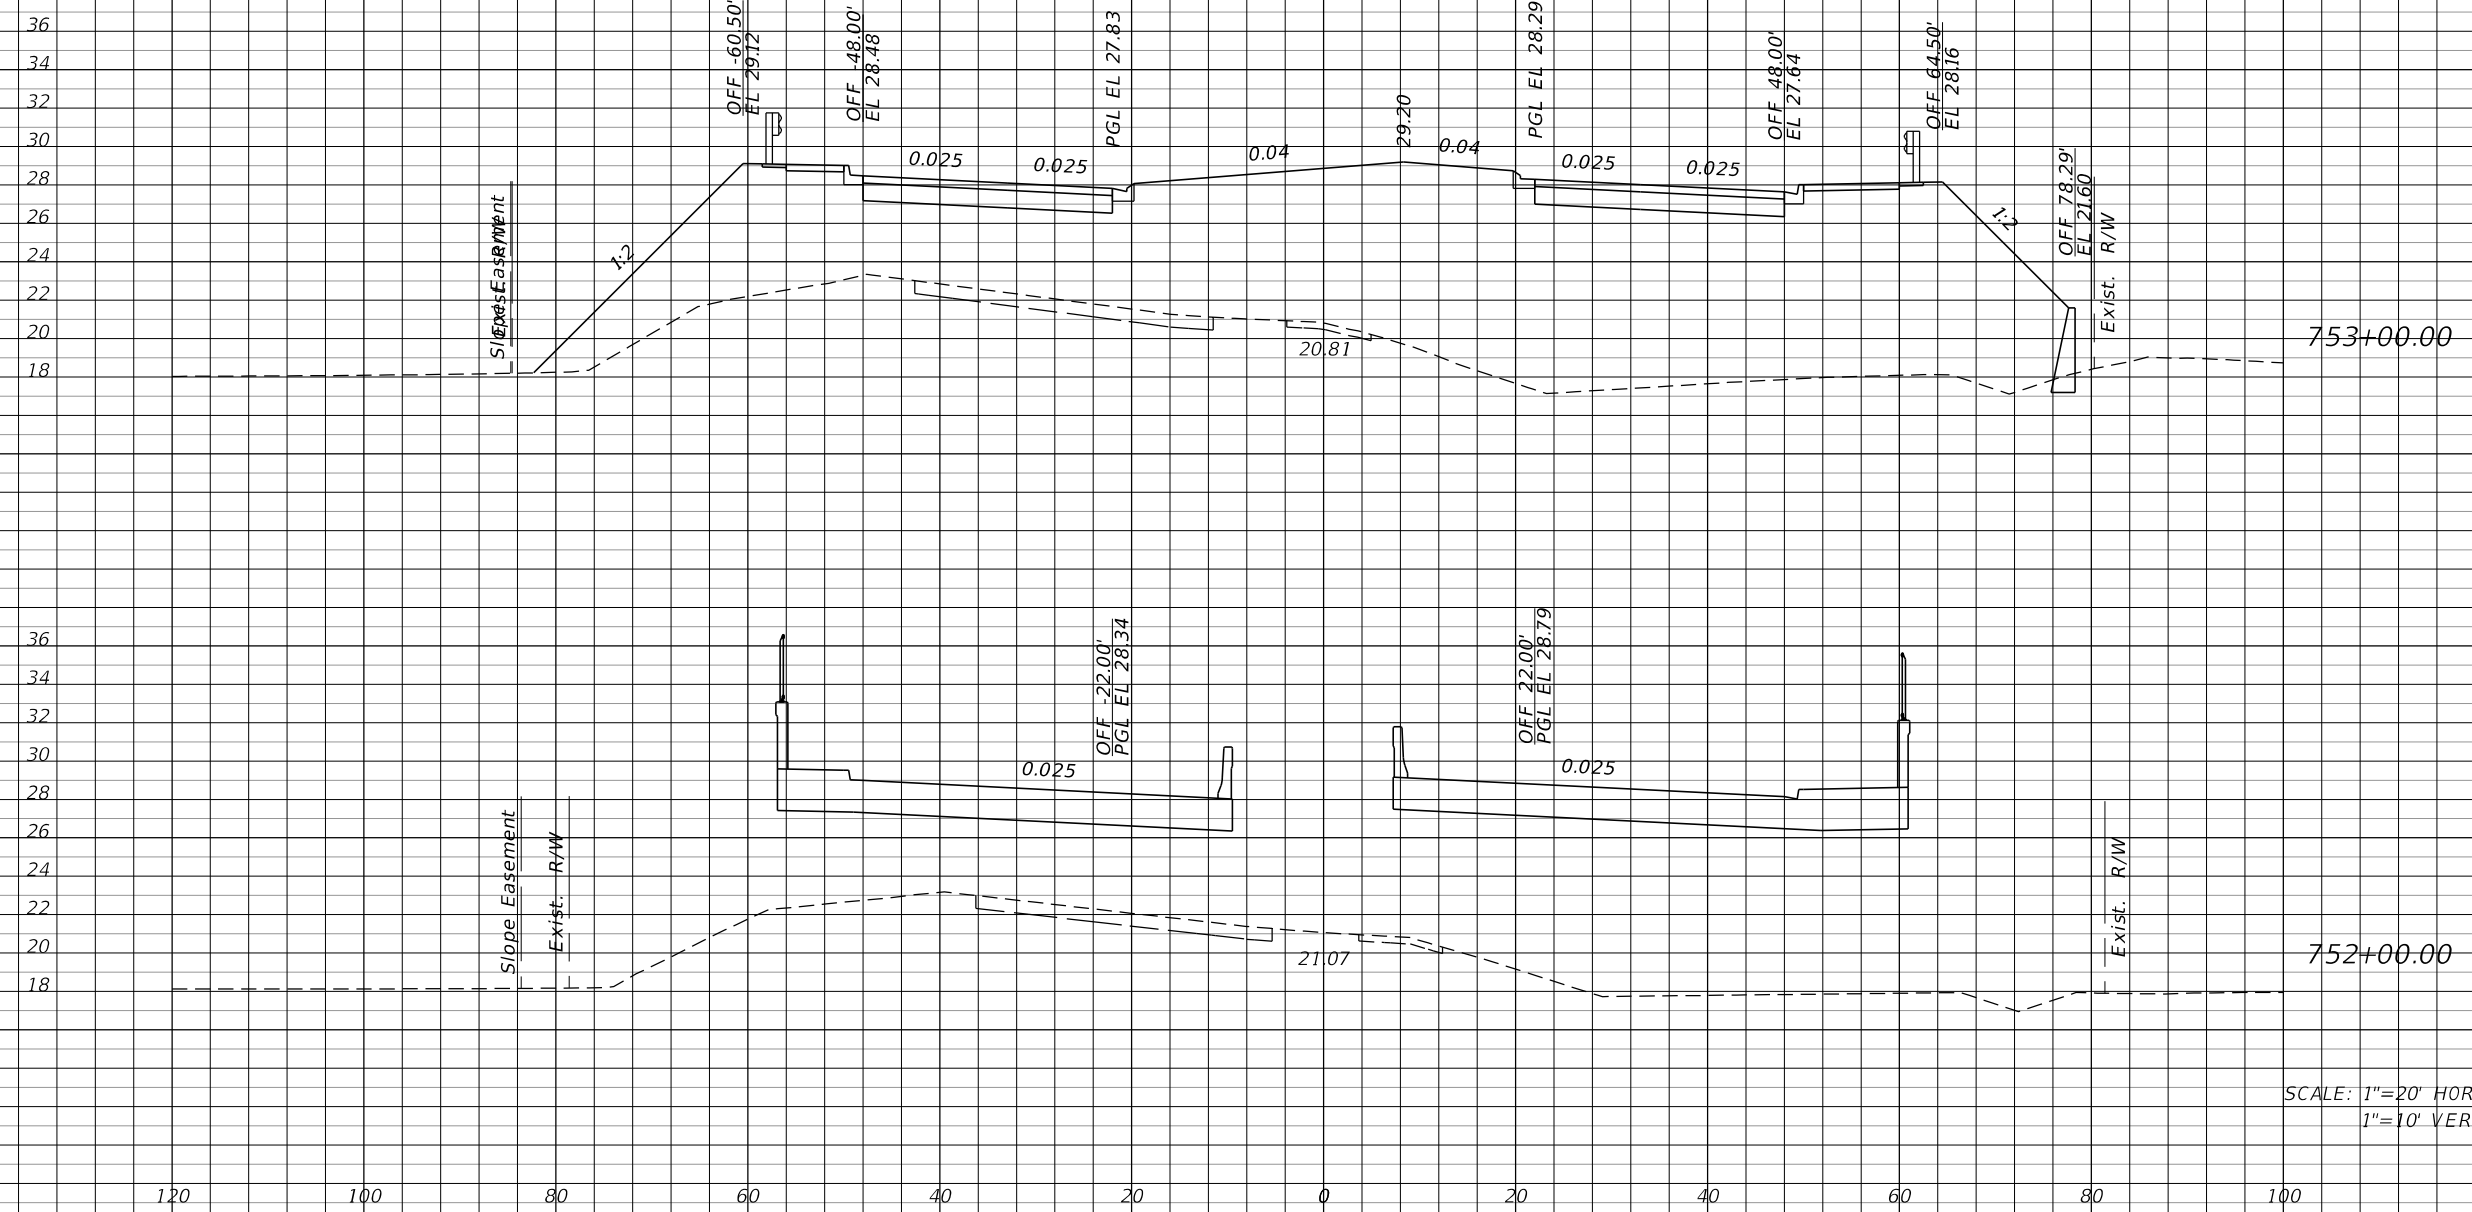 36
34
32
30
28
26
24
22
20
18
OFF -60.50'
EL 29.12
OFF -48.00'
EL 28.48
PGL EL 27.83
29.20
PGL EL 28.29
OFF 48.00'
EL 27.64
OFF 64.50'
EL 28.16
OFF 78.29'
EL 21.60
0.025
0.025
0.04
0.04
0.025
0.025
1:2
1:2
Slope Easement
Exist. R/W
Exist. R/W
20.81
753+00.00
36
34
32
30
28
26
24
22
20
18
OFF -22.00'
PGL EL 28.34
OFF 22.00'
PGL EL 28.79
0.025
0.025
Slope Easement
Exist. R/W
Exist. R/W
21.07
752+00.00
SCALE: 1"=20' HOR
1"=10' VER
120 100 80 60 40 20 0 20 40 60 80 100